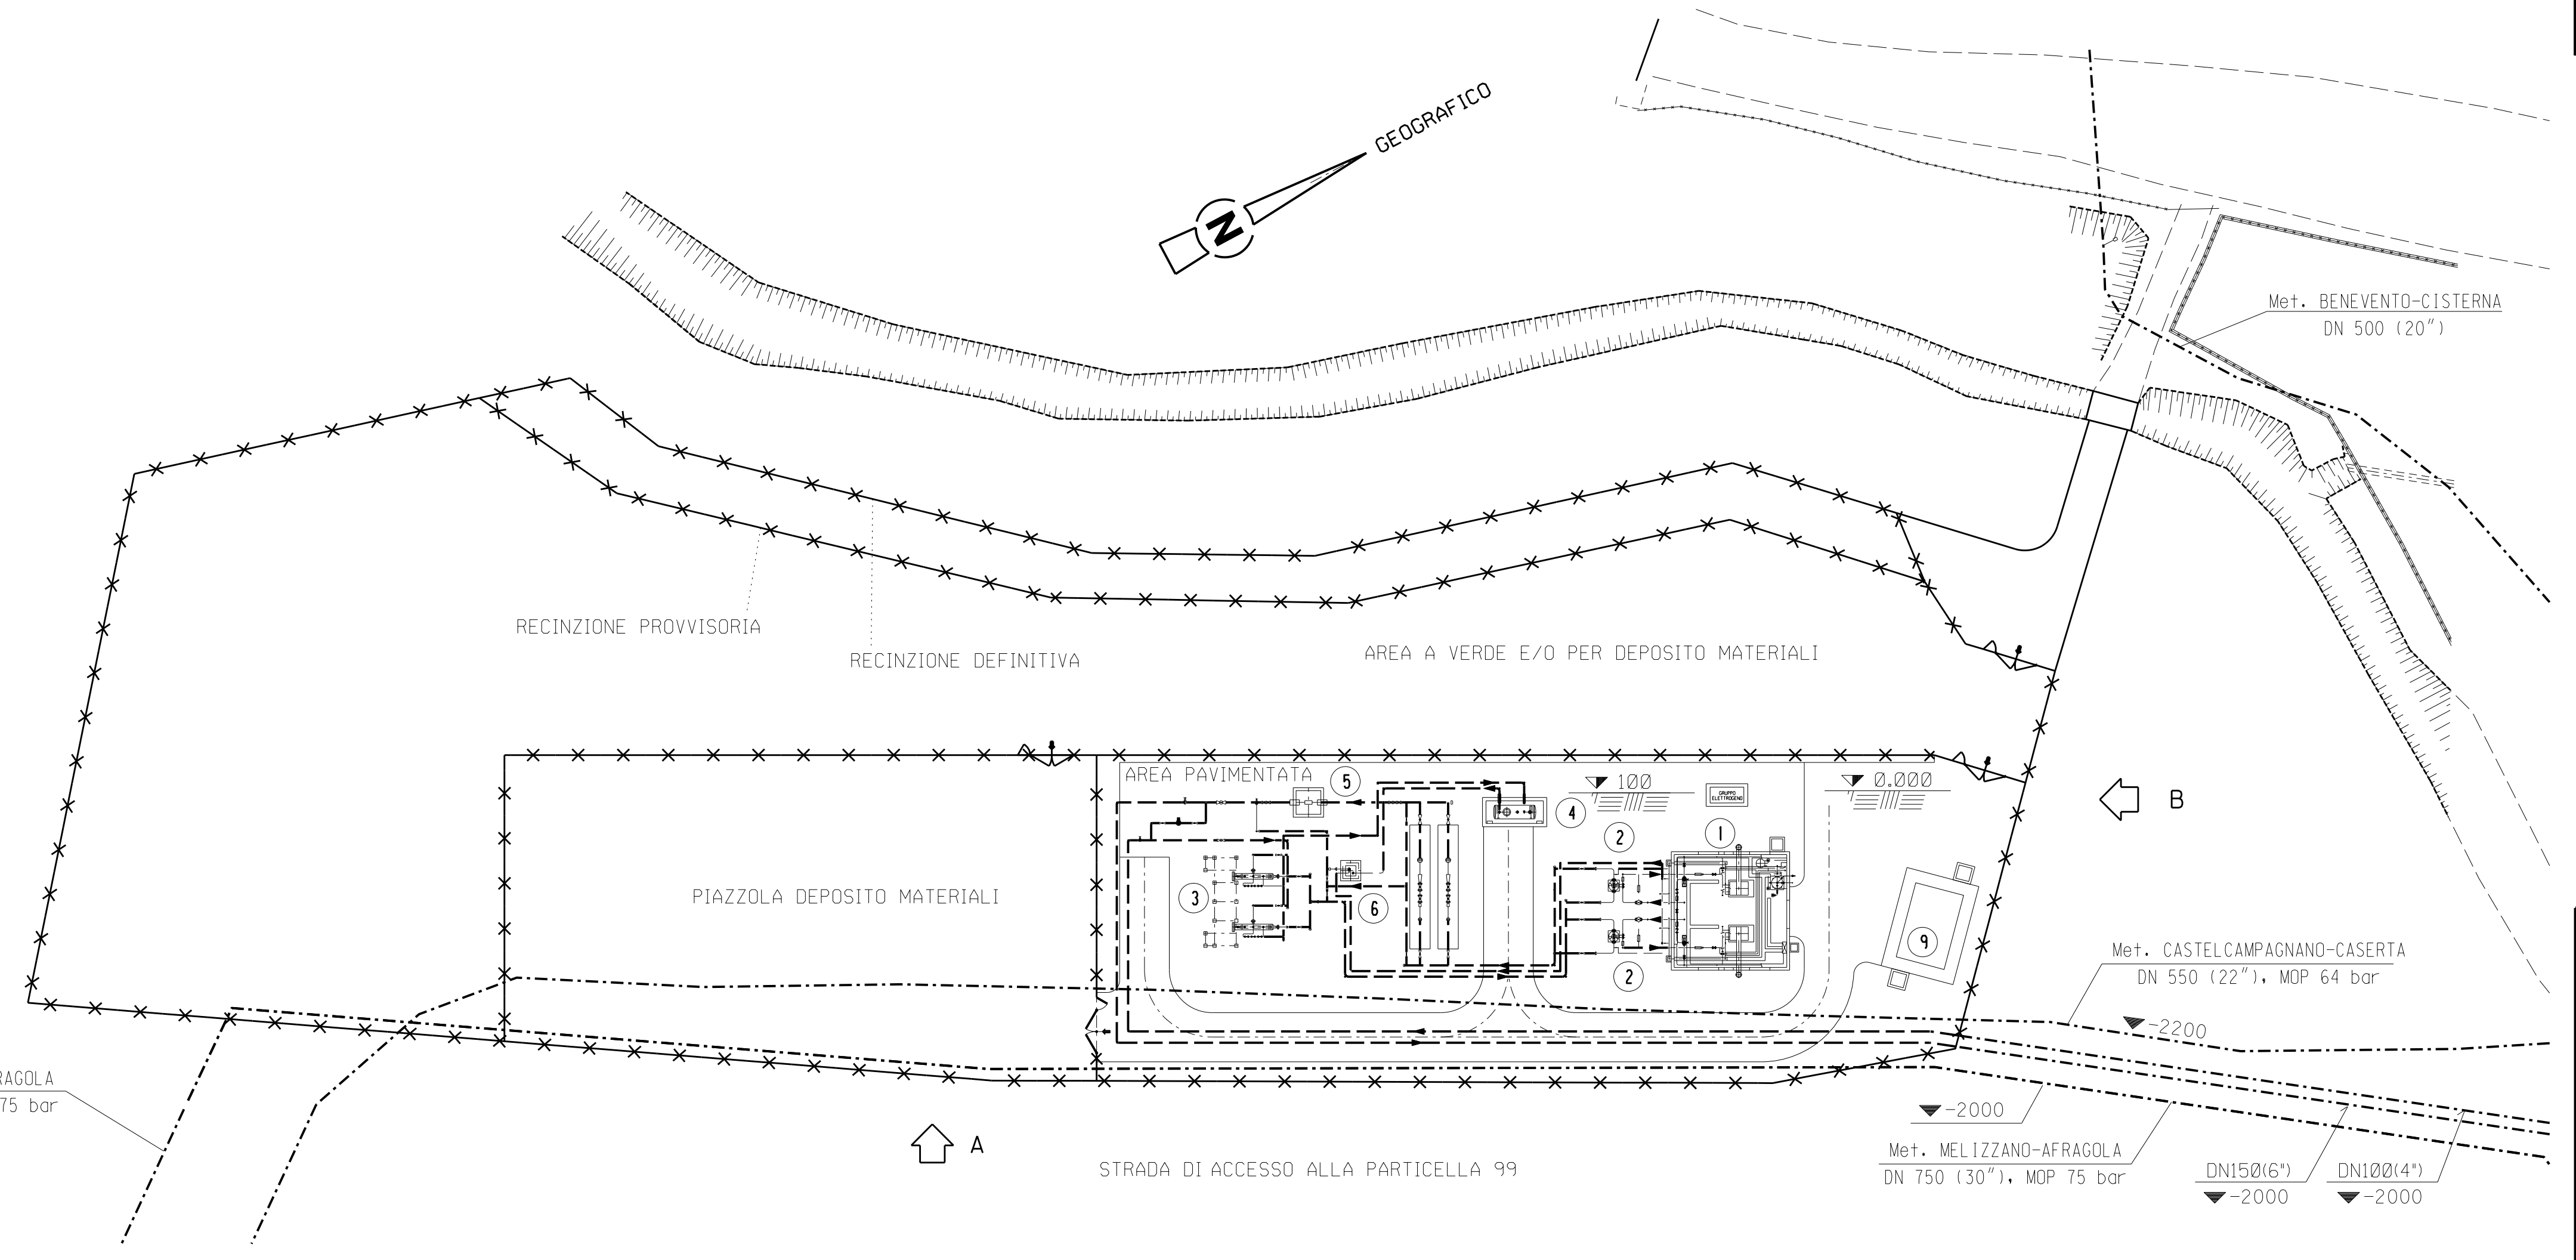 GEOGRAFICO
N
Met. BENEVENTO-CISTERNA
DN 500 (20")
RECINZIONE PROVVISORIA
RECINZIONE DEFINITIVA
AREA A VERDE E/O PER DEPOSITO MATERIALI
AREA PAVIMENTATA
5
100
0.000
GRUPPO
ELETTROGENO
4
2
1
B
PIAZZOLA DEPOSITO MATERIALI
3
6
9
2
Met. CASTELCAMPAGNANO-CASERTA
DN 550 (22"), MOP 64 bar
-2200
RAGOLA
75 bar
A
STRADA DI ACCESSO ALLA PARTICELLA 99
-2000
Met. MELIZZANO-AFRAGOLA
DN 750 (30"), MOP 75 bar
DN150(6")
-2000
DN100(4")
-2000